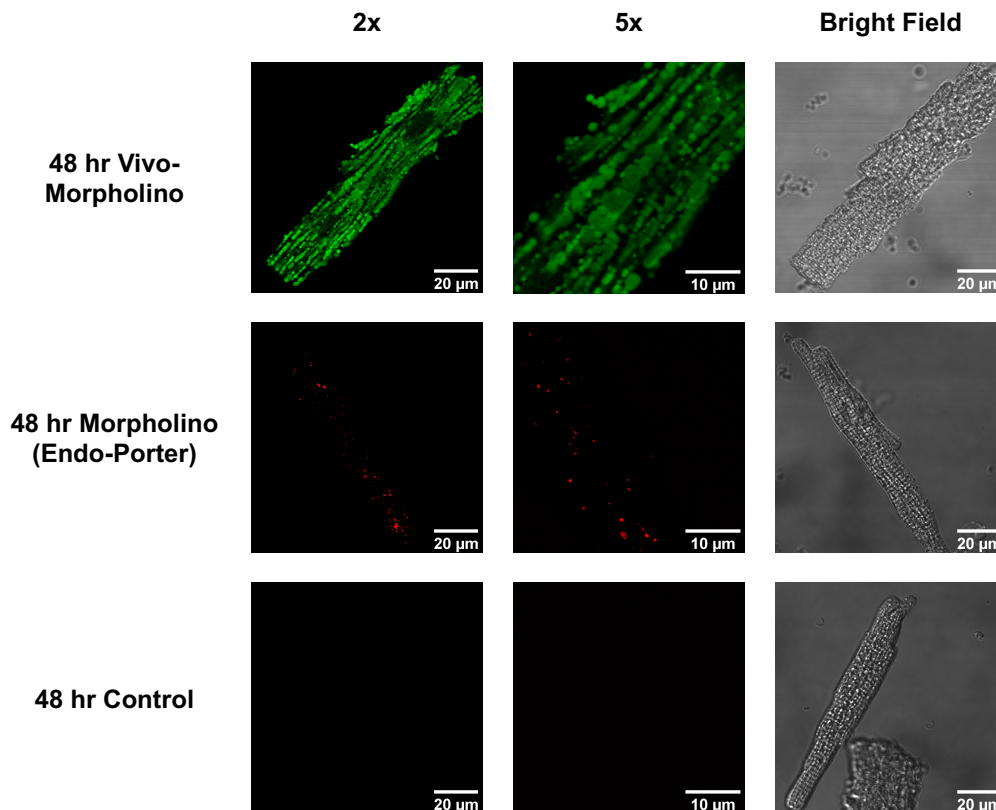 2x
5x
Bright Field
48 hr Vivo-
Morpholino
20 µm
10 µm
20 µm
48 hr Morpholino
(Endo-Porter)
20 µm
10 µm
20 µm
48 hr Control
20 µm
10 µm
20 µm